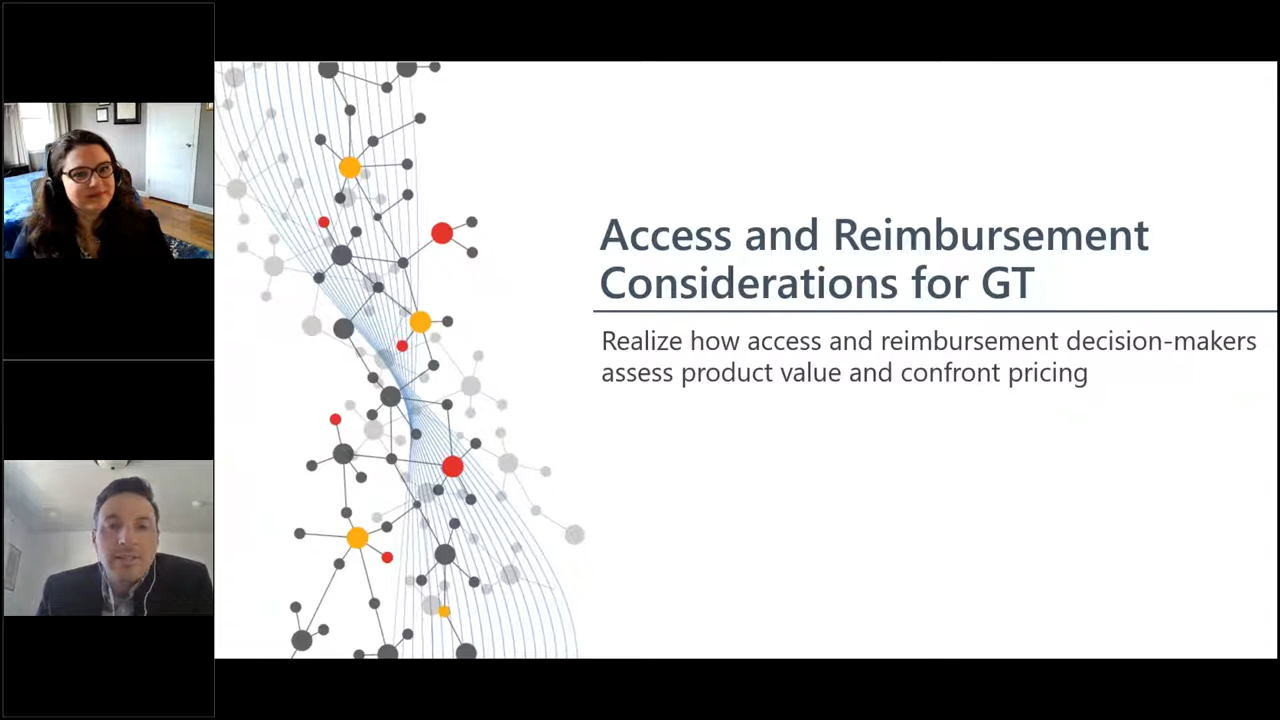 Access and Reimbursement
Considerations for GT
Realize how access and reimbursement decision-makers
assess product value and confront pricing